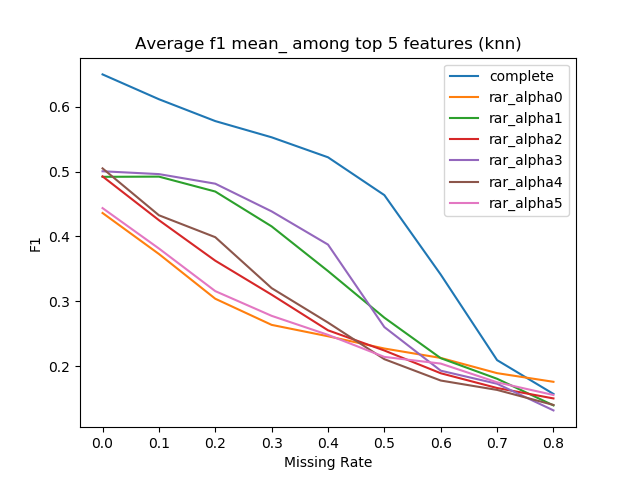 Average f1 mean_ among top 5 features (knn)
complete
rar_alpha0
rar_alpha1
rar_alpha2
rar_alpha3
rar_alpha4
rar_alpha5
0.6
0.5
0.4
0.3
0.2
F1
0.0 0.1 0.2 0.3 0.4 0.5 0.6 0.7 0.8
Missing Rate